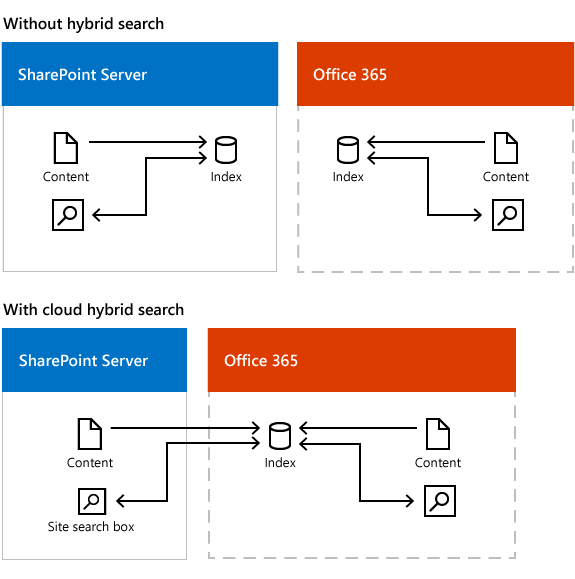 Without hybrid search
SharePoint Server
Office 365
Content
Index
Index
Content
With cloud hybrid search
SharePoint Server
Office 365
Content
Index
Content
Site search box